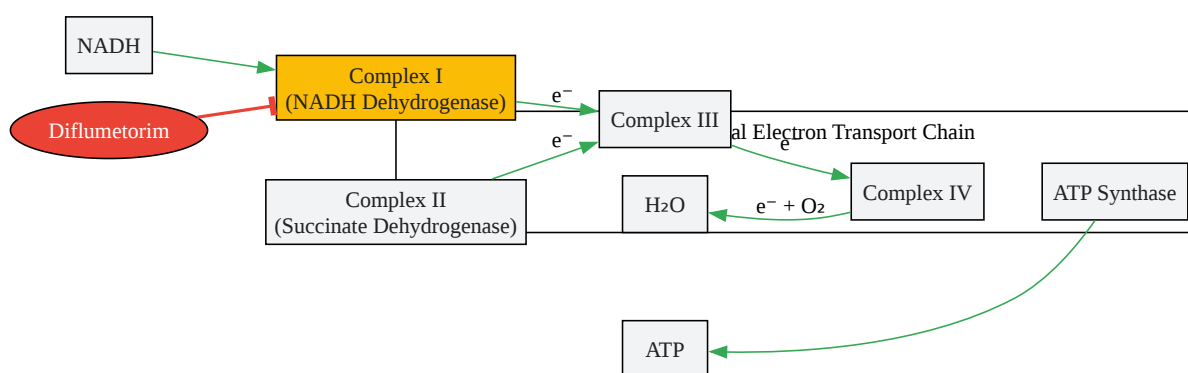 NADH
Complex I
(NADH Dehydrogenase)
Diflumetorim
e⁻
Complex III
Electron Transport Chain
e⁻
e⁻
Complex II
(Succinate Dehydrogenase)
H₂O
e⁻ + O₂
Complex IV
ATP Synthase
ATP